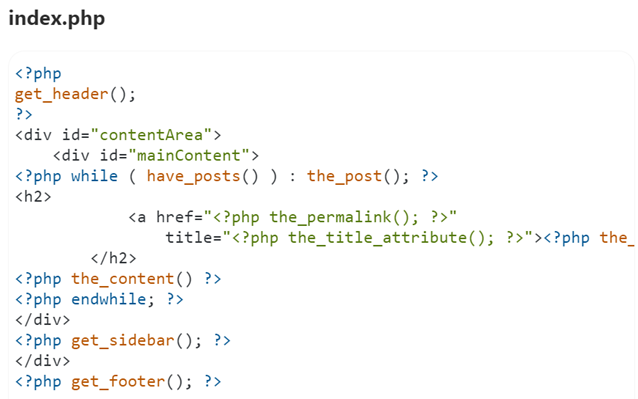 index.php
<?php
get_header();
?>
<div id="contentArea">
    <div id="mainContent">
<?php while ( have_posts() ) : the_post(); ?>
<h2>
            <a href="<?php the_permalink(); ?>"
                title="<?php the_title_attribute(); ?>"><?php the_
        </h2>
<?php the_content() ?>
<?php endwhile; ?>
</div>
<?php get_sidebar(); ?>
</div>
<?php get_footer(); ?>